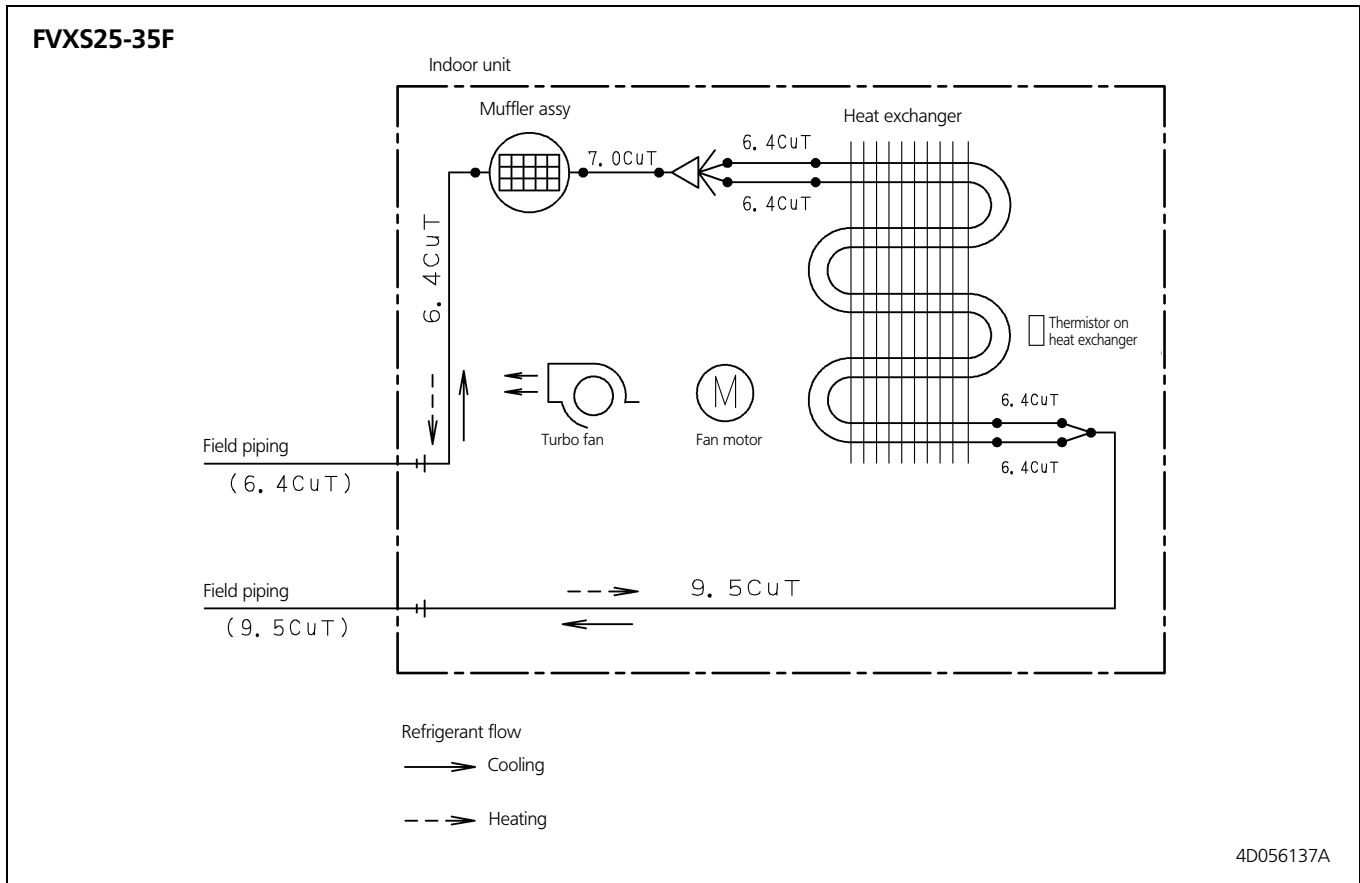 FVXS25-35F
Indoor unit
Muffler assy
Heat exchanger
6. 4CuT
7. 0CuT
6. 4CuT
6. 4CuT
Thermistor on
heat exchanger
6. 4CuT
Turbo fan
M
Fan motor
Field piping
(6. 4CuT)
6. 4CuT
Field piping
(9. 5CuT)
9. 5CuT
Refrigerant flow
Cooling
Heating
4D056137A